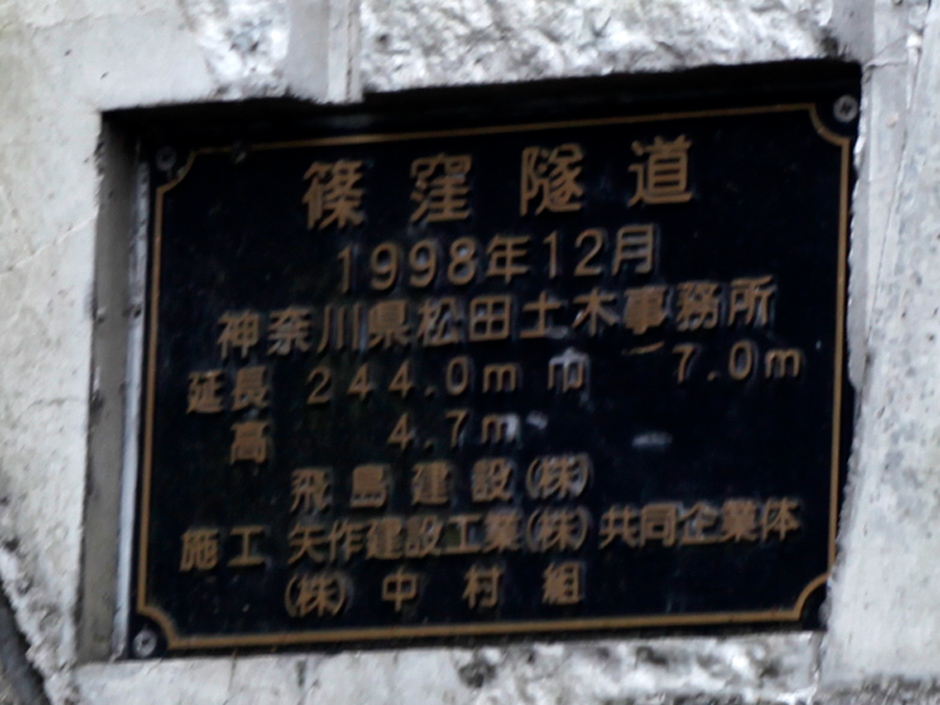 篠窪隧道
1998年12月
神奈川県松田土木事務所
延長 244.0m 巾 7.0m
高 4.7m
飛島建設(株)
施工 矢作建設工業(株) 共同企業体
(株)中村組